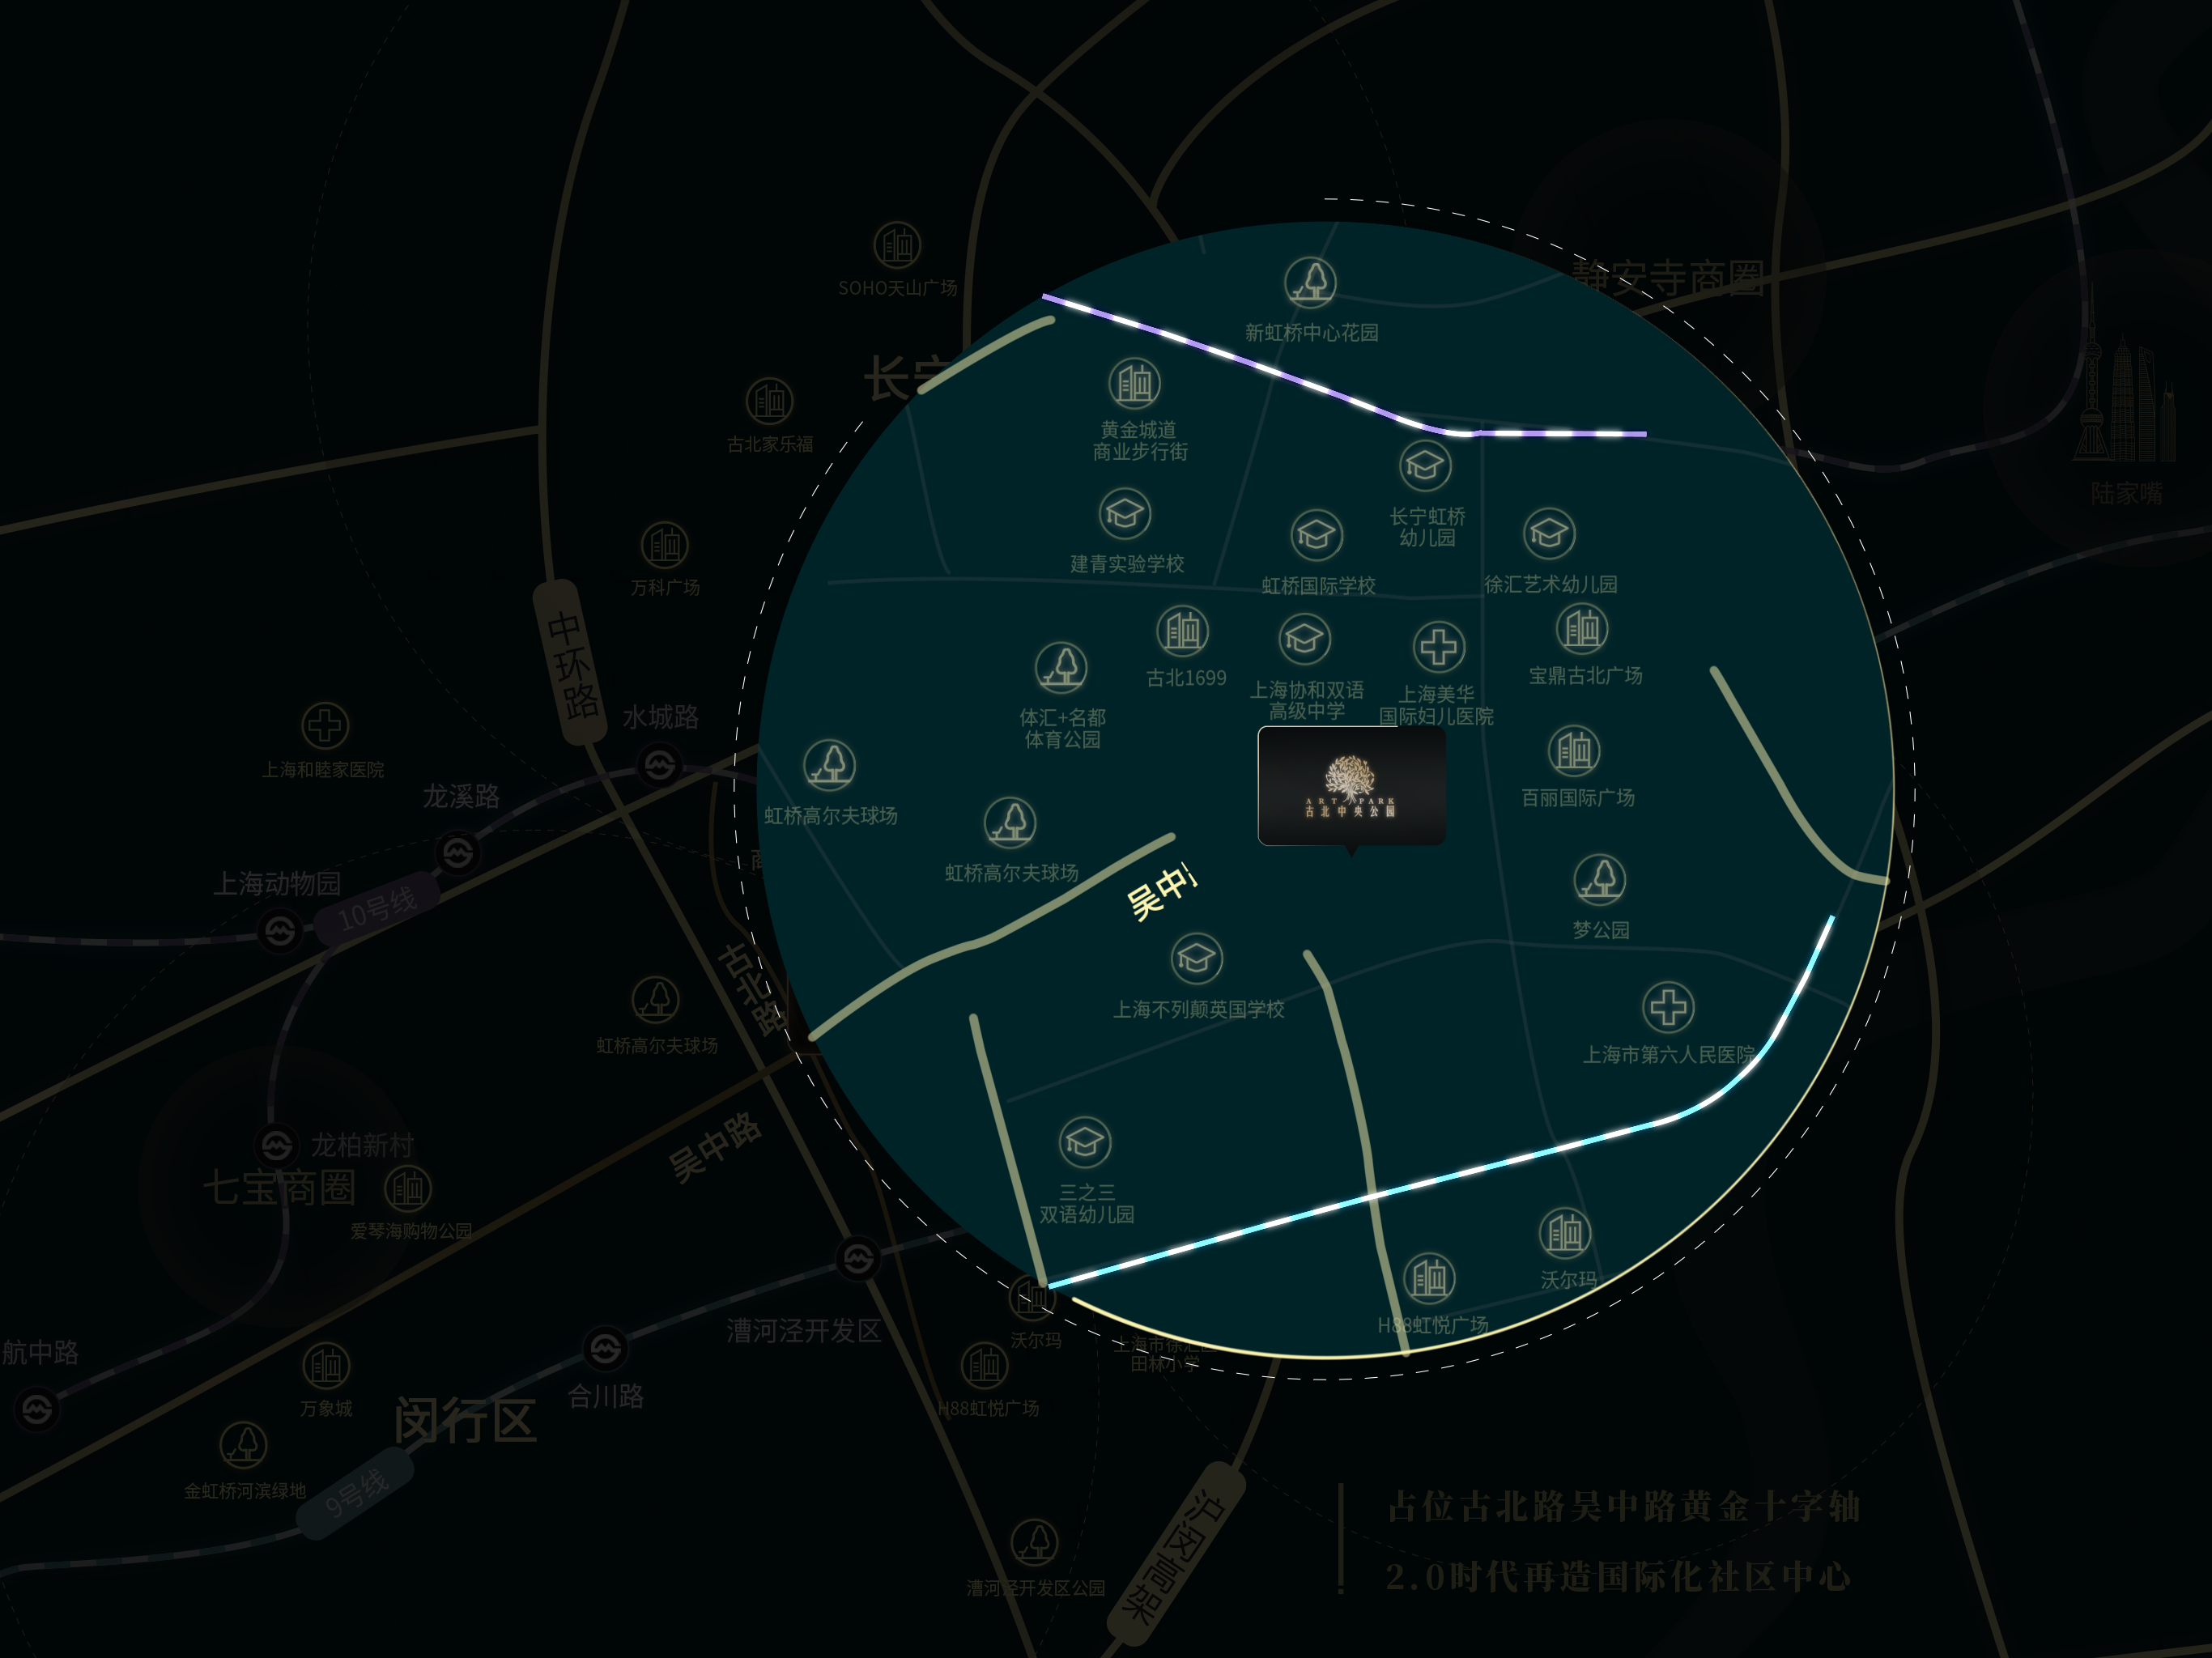 静安寺商圈
SOHO天山广场
新虹桥中心花园
长宁
古北家乐福
黄金城道
商业步行街
陆家嘴
长宁虹桥
幼儿园
建青实验学校
虹桥国际学校
徐汇艺术幼儿园
万科广场
中环路
古北1699
上海协和双语
高级中学
上海美华
国际妇儿医院
宝鼎古北广场
体汇+名都
体育公园
水城路
上海和睦家医院
龙溪路
虹桥高尔夫球场
ART PARK
古北中央公园
百丽国际广场
虹桥高尔夫球场
上海动物园
10号线
吴中
梦公园
古北路
上海不列颠英国学校
虹桥高尔夫球场
上海市第六人民医院
吴中路
龙柏新村
七宝商圈
爱琴海购物公园
三之三
双语幼儿园
沃尔玛
H88虹悦广场
漕河泾开发区
沃尔玛
上海市徐汇区
田林小学
航中路
万象城
合川路
H88虹悦广场
闵行区
金虹桥河滨绿地
9号线
沪闵高架
漕河泾开发区公园
占位古北路吴中路黄金十字轴
2.0时代再造国际化社区中心